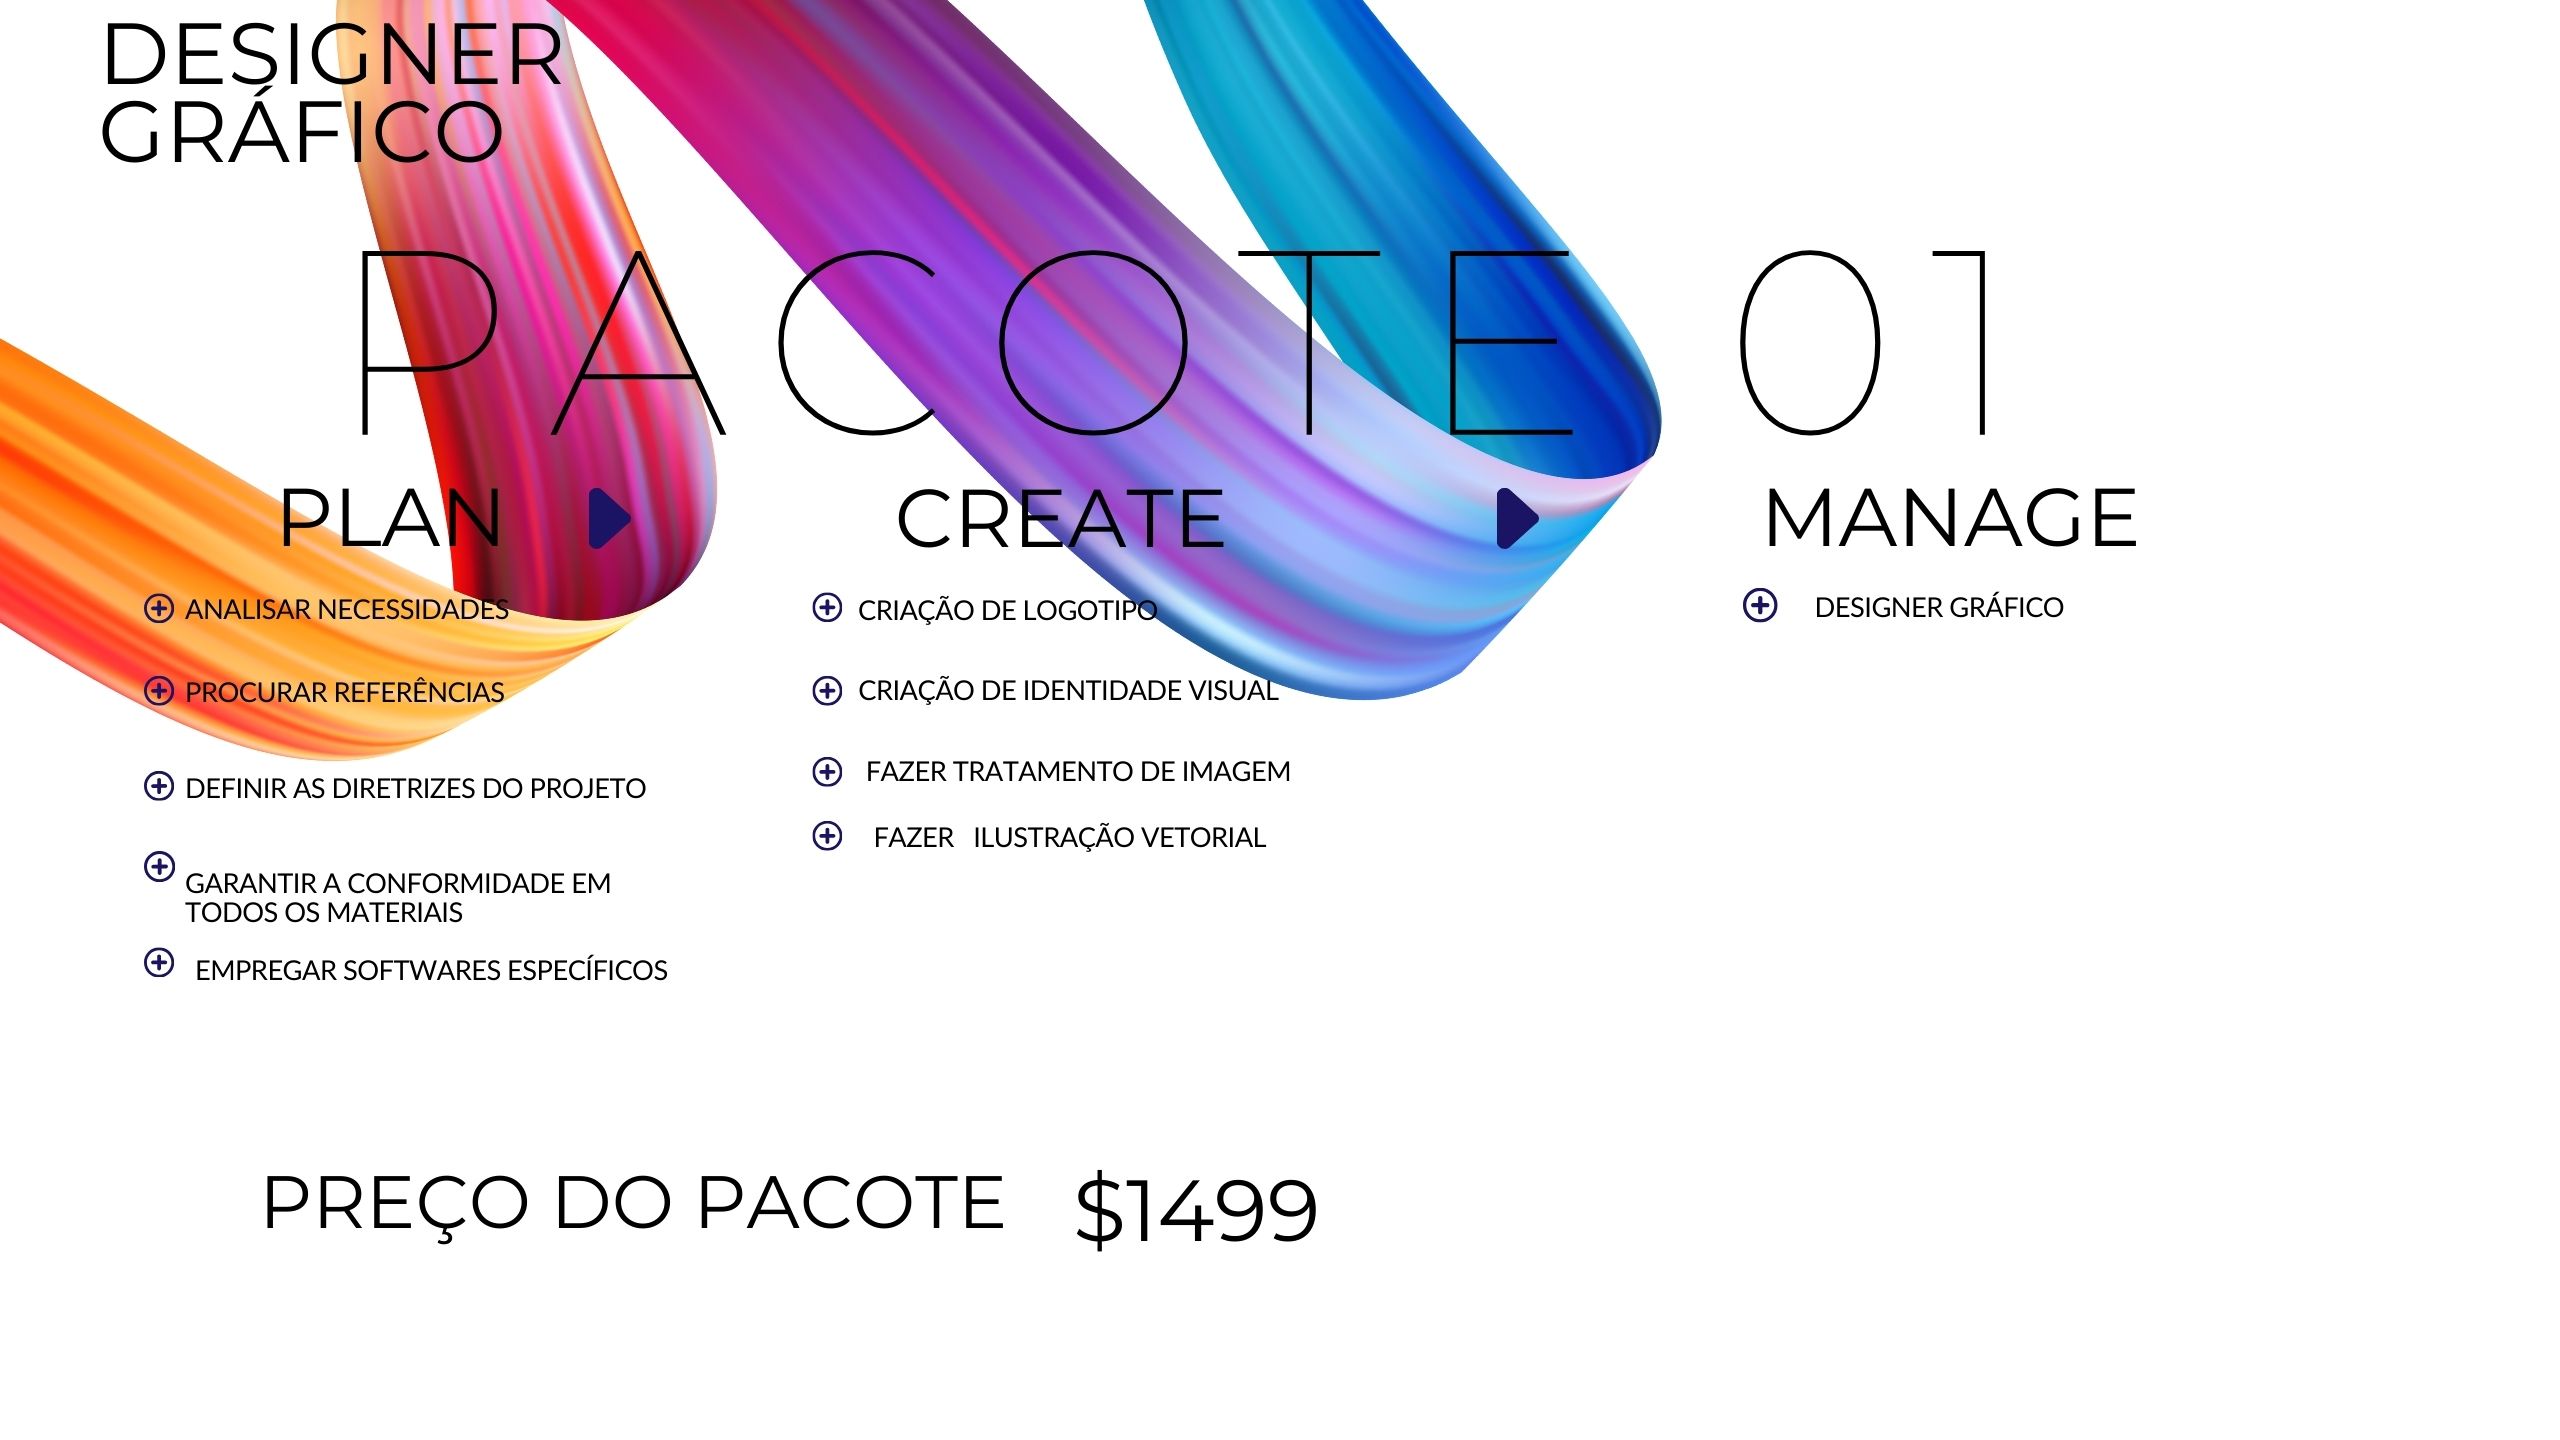 DESIGNER
GRÁFICO
PACOTE 01
PLAN
ANALISAR NECESSIDADES
PROCURAR REFERÊNCIAS
DEFINIR AS DIRETRIZES DO PROJETO
GARANTIR A CONFORMIDADE EM
TODOS OS MATERIAIS
EMPREGAR SOFTWARES ESPECÍFICOS
CREATE
CRIAÇÃO DE LOGOTIPO
CRIAÇÃO DE IDENTIDADE VISUAL
FAZER TRATAMENTO DE IMAGEM
FAZER ILUSTRAÇÃO VETORIAL
MANAGE
DESIGNER GRÁFICO
PREÇO DO PACOTE $1499